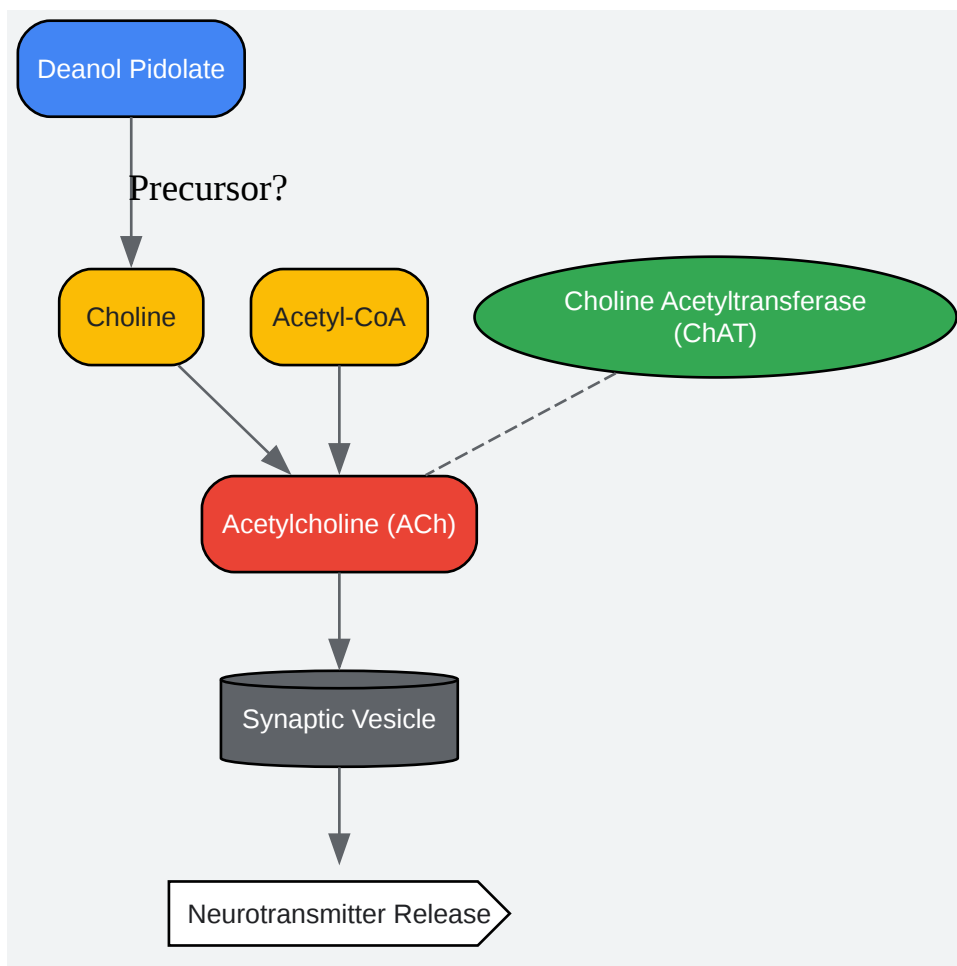 Deanol Pidolate
Precursor?
Choline
Acetyl-CoA
Choline Acetyltransferase
(ChAT)
Acetylcholine (ACh)
Synaptic Vesicle
Neurotransmitter Release